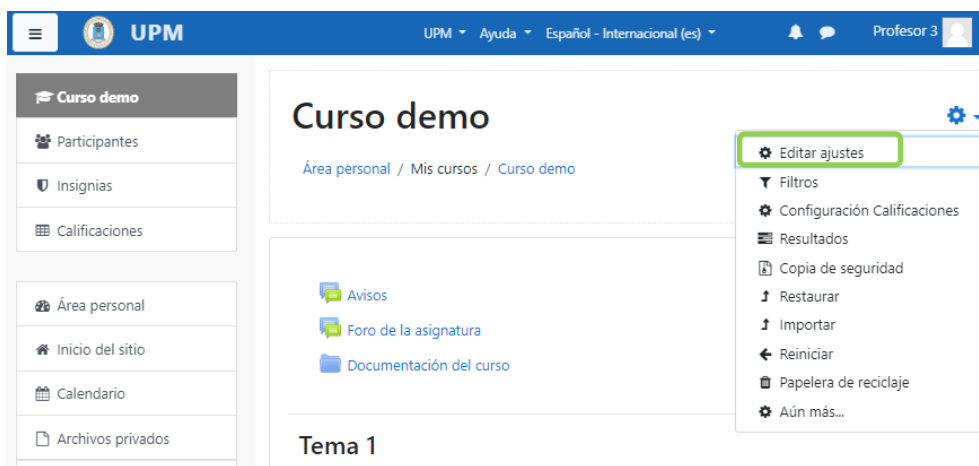 UPM
UPM Ayuda Español - Internacional (es)
Profesor 3
Curso demo
Participantes
Insignias
Calificaciones
Área personal
Inicio del sitio
Calendario
Archivos privados
Curso demo
Área personal / Mis cursos / Curso demo
Avisos
Foro de la asignatura
Documentación del curso
Tema 1
Editar ajustes
Filtros
Configuración Calificaciones
Resultados
Copia de seguridad
Restaurar
Importar
Reiniciar
Papelera de reciclaje
Aún más...